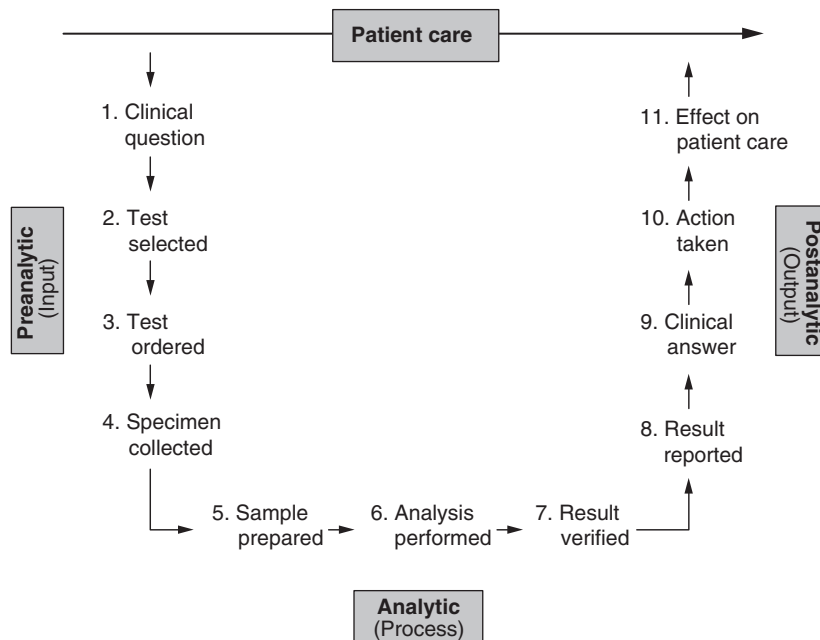 Patient care
1. Clinical
question
2. Test
selected
3. Test
ordered
4. Specimen
collected
5. Sample
prepared
6. Analysis
performed
7. Result
verified
8. Result
reported
9. Clinical
answer
10. Action
taken
11. Effect on
patient care
Preanalytic
(Input)
Analytic
(Process)
Postanalytic
(Output)